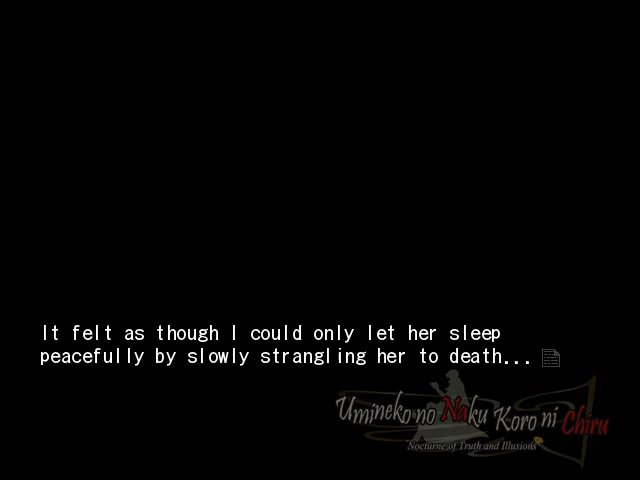 It felt as though I could only let her sleep
peacefully by slowly strangling her to death...
Umineko no Naku Koro ni Chiru
Nocturne of Truth and Illusions